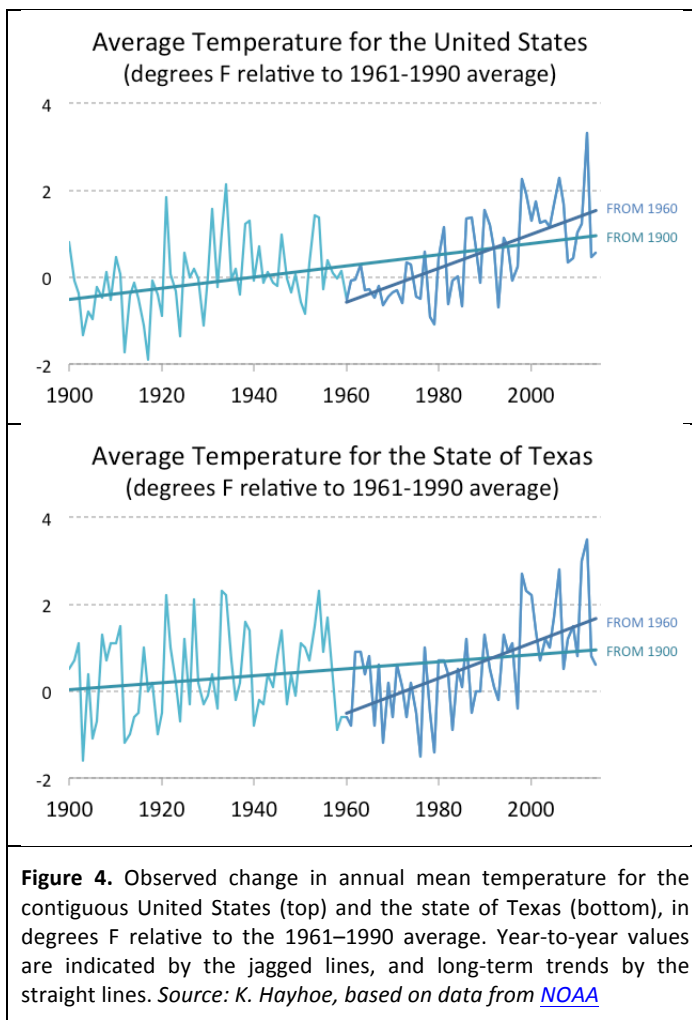 Average Temperature for the United States
(degrees F relative to 1961-1990 average)
4
2
FROM 1960
FROM 1900
0
-2
1900 1920 1940 1960 1980 2000
Average Temperature for the State of Texas
(degrees F relative to 1961-1990 average)
4
2
FROM 1960
FROM 1900
0
-2
1900 1920 1940 1960 1980 2000
Figure 4. Observed change in annual mean temperature for the
contiguous United States (top) and the state of Texas (bottom), in
degrees F relative to the 1961–1990 average. Year-to-year values
are indicated by the jagged lines, and long-term trends by the
straight lines. Source: K. Hayhoe, based on data from NOAA